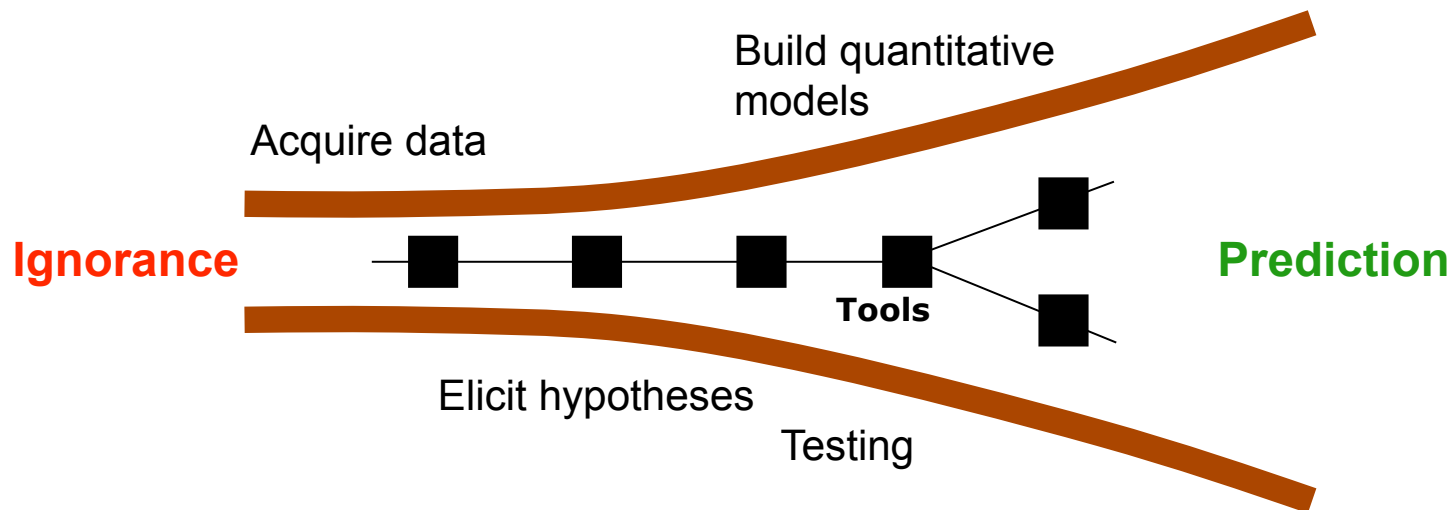 Build quantitative
models
Acquire data
Ignorance
Prediction
Tools
Elicit hypotheses
Testing